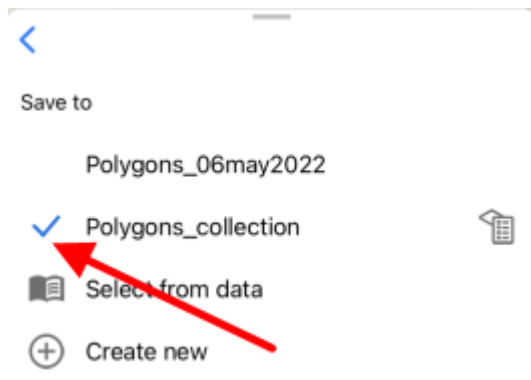 Save to
Polygons_06may2022
Polygons_collection
Select from data
Create new